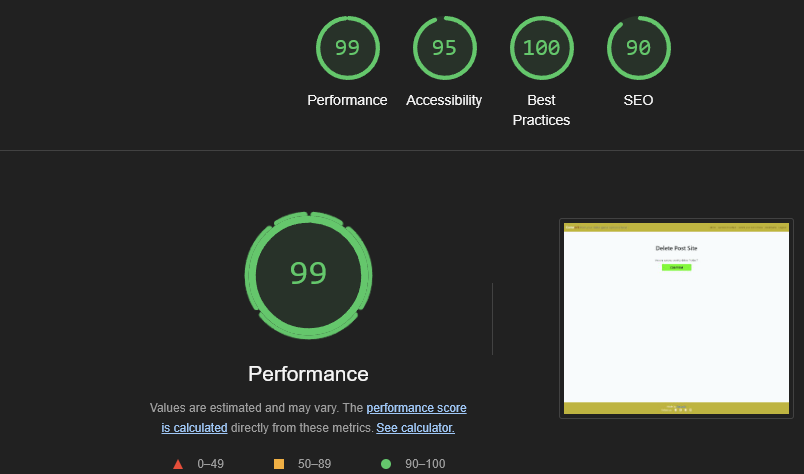 99
95
100
90
Performance
Accessibility
Best
Practices
SEO
99
Performance
Values are estimated and may vary. The performance score
is calculated directly from these metrics. See calculator.
0–49
50–89
90–100
Delete Post Site